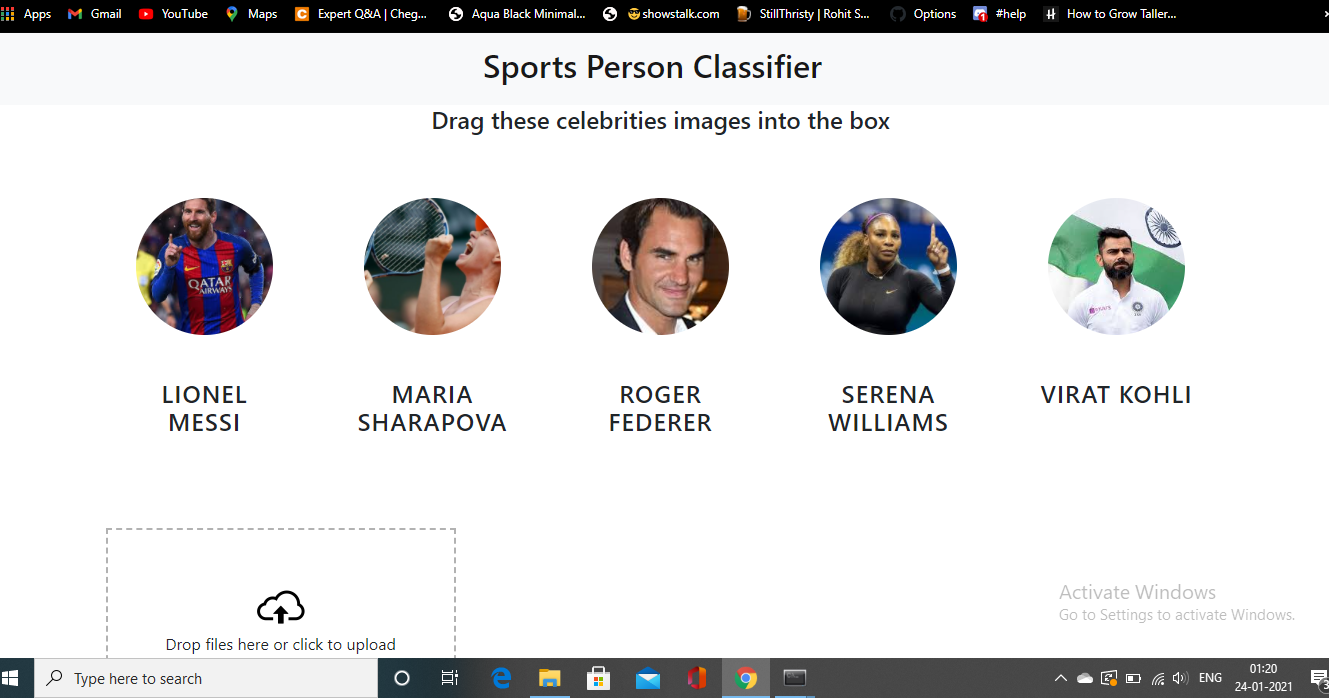 Apps Gmail YouTube Maps Expert Q&A | Cheg... Aqua Black Minimal... 😎showstalk.com StillThristy | Rohit S... Options #help How to Grow Taller...
Sports Person Classifier
Drag these celebrities images into the box
QATAR
AIRWAYS
LIONEL
MESSI
MARIA
SHARAPOVA
ROGER
FEDERER
SERENA
WILLIAMS
VIRAT KOHLI
Drop files here or click to upload
Activate Windows
Go to Settings to activate Windows.
Type here to search
ENG
01:20
24-01-2021
3